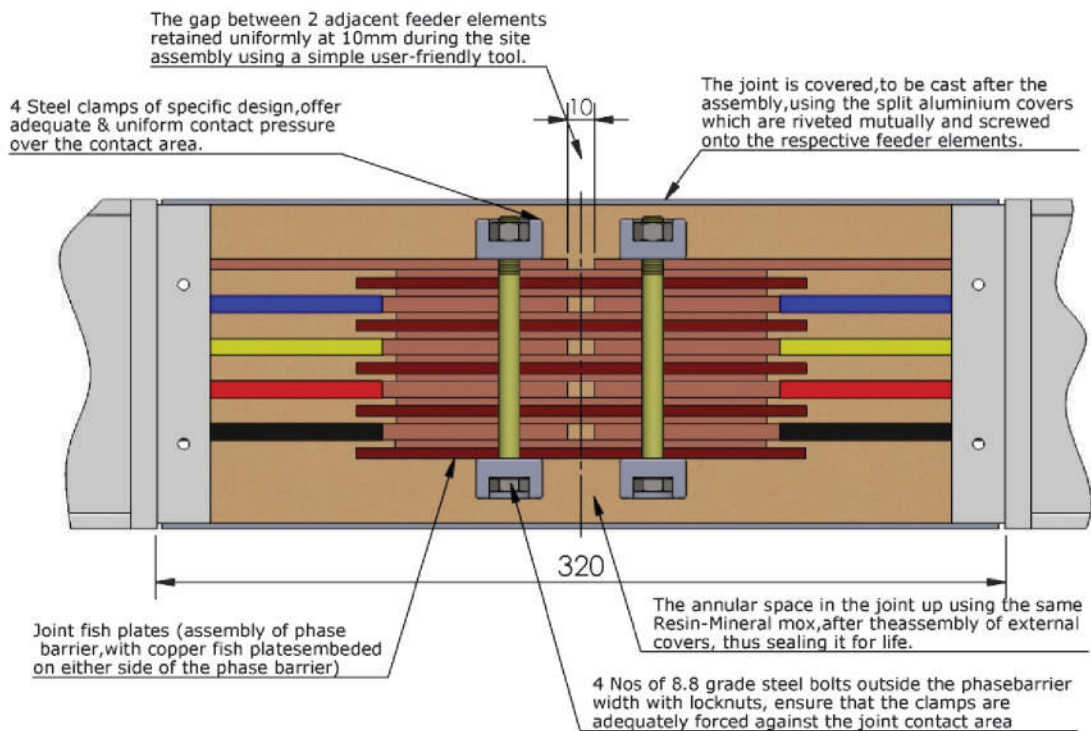 The gap between 2 adjacent feeder elements
retained uniformly at 10mm during the site
assembly using a simple user-friendly tool.
4 Steel clamps of specific design,offer
adequate & uniform contact pressure
over the contact area.
The joint is covered,to be cast after the
assembly,using the split aluminium covers
which are riveted mutually and screwed
onto the respective feeder elements.
10
320
Joint fish plates (assembly of phase
barrier,with copper fish platesembeded
on either side of the phase barrier)
The annular space in the joint up using the same
Resin-Mineral mox,after theassembly of external
covers, thus sealing it for life.
4 Nos of 8.8 grade steel bolts outside the phasebarrier
width with locknuts, ensure that the clamps are
adequately forced against the joint contact area